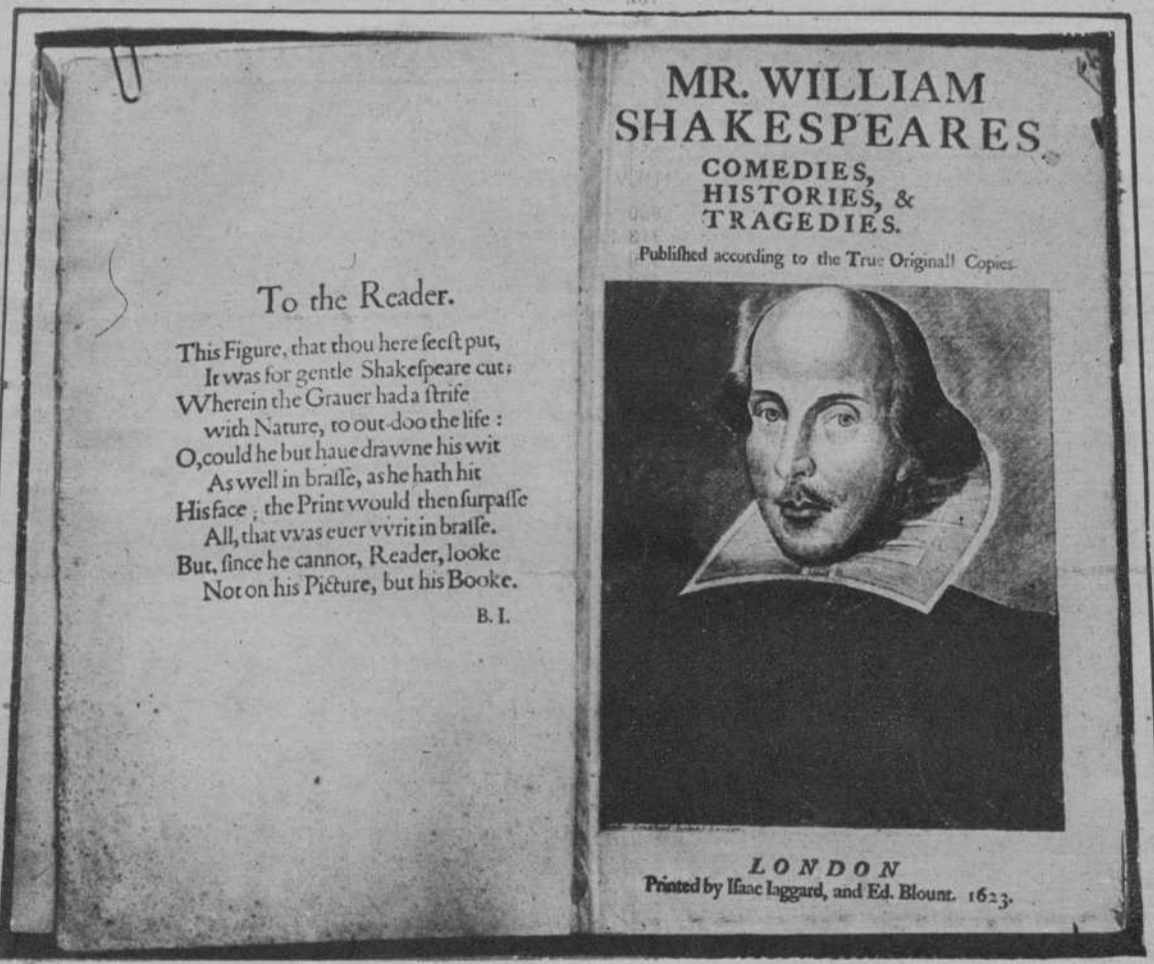 To the Reader.
This Figure, that thou here seeſt put,
It was for gentle Shakeſpeare cut;
Wherein the Grauer had a ſtrife
with Nature, to out-doo the life :
O, could he but haue drawne his wit
As well in braſſe, as he hath hit
His face ; the Print would then ſurpaſſe
All, that vvas euer vvrit in braſſe.
But, ſince he cannot, Reader, looke
Not on his Picture, but his Booke.
B. I.
MR. WILLIAM
SHAKESPEARES
COMEDIES,
HISTORIES, &
TRAGEDIES.
Publiſhed according to the True Originall Copies.
LONDON
Printed by Iſaac Iaggard, and Ed. Blount. 1623.